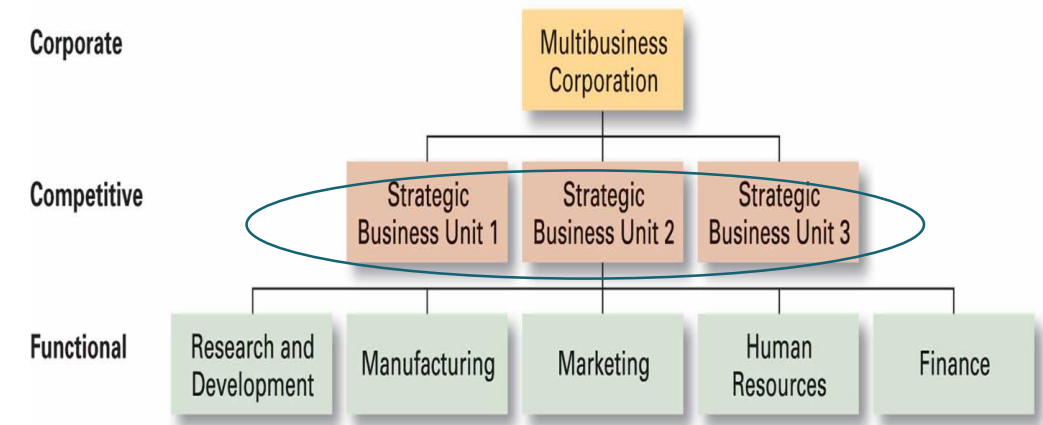 Corporate
Multibusiness
Corporation
Competitive
Strategic
Business Unit 1
Strategic
Business Unit 2
Strategic
Business Unit 3
Functional
Research and
Development
Manufacturing
Marketing
Human
Resources
Finance